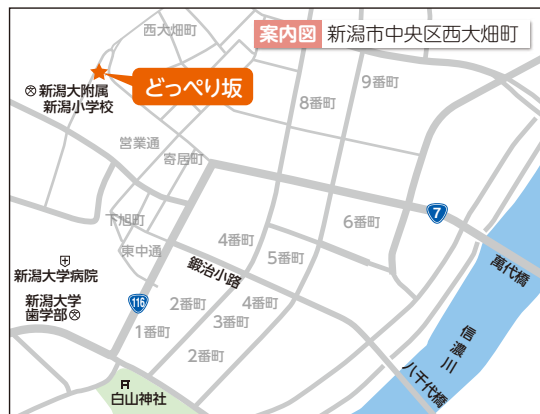 案内図 新潟市中央区西大畑町
西大畑町
どっぺり坂
新潟大附属
新潟小学校
9番町
8番町
営業通
寄居町
下旭町
東中通
6番町
7
4番町
5番町
鍛治小路
萬代橋
新潟大学病院
新潟大学
歯学部
116
2番町
4番町
1番町
3番町
2番町
信濃川
八千代橋
白山神社